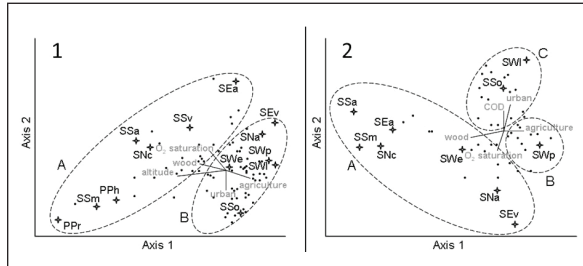 1
SEa
SSv
SEv
SSa
SNa
SNc
O₂ saturation
SWp
wood
SWe
SWl
A
altitude
agriculture
PPh
urban
SSm
B
SSo
PPr
Axis 1
Axis 2
2
C
SWl
SSo
urban
SSa
COD
SEa
agriculture
wood
SSm
SNc
SWe
O₂ saturation
SWp
A
B
SNa
SEv
Axis 1
Axis 2